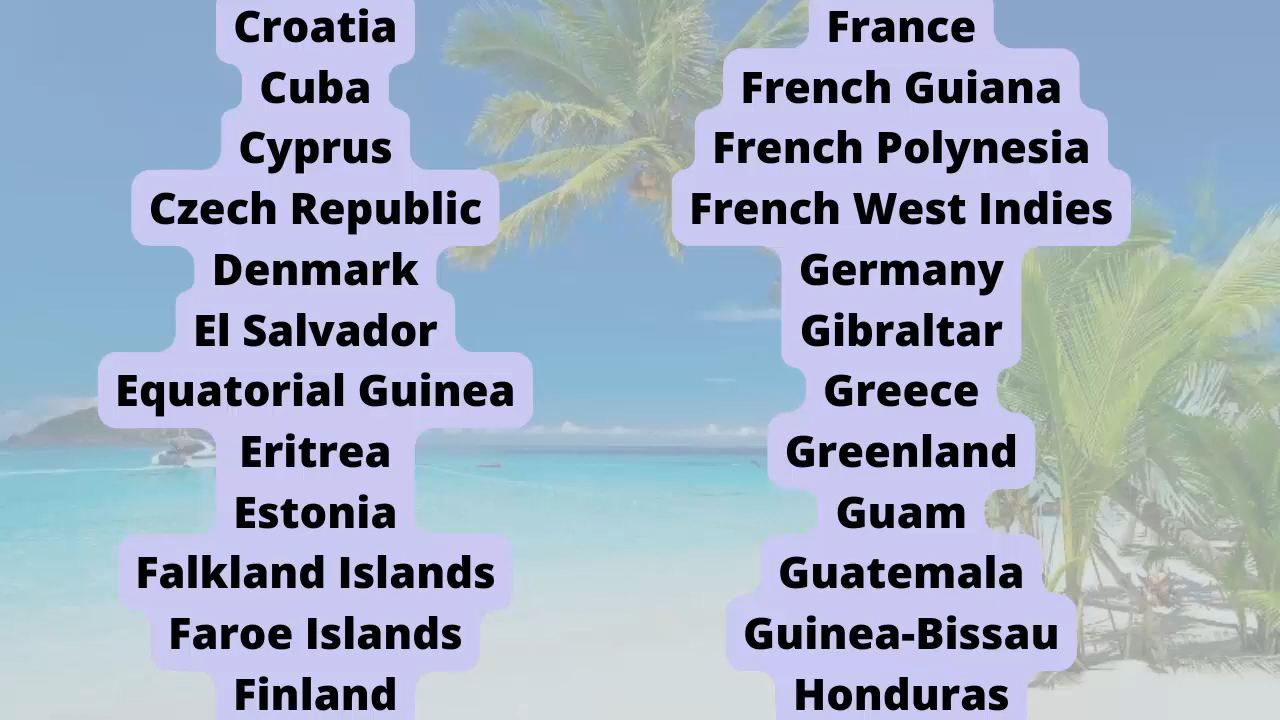 Croatia
Cuba
Cyprus
Czech Republic
Denmark
El Salvador
Equatorial Guinea
Eritrea
Estonia
Falkland Islands
Faroe Islands
Finland
France
French Guiana
French Polynesia
French West Indies
Germany
Gibraltar
Greece
Greenland
Guam
Guatemala
Guinea-Bissau
Honduras